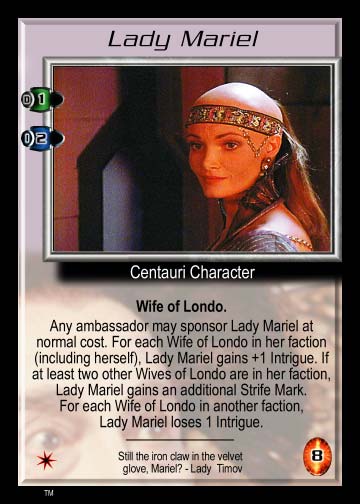 Lady Mariel
D 1
I 2
Centauri Character
Wife of Londo.
Any ambassador may sponsor Lady Mariel at
normal cost. For each Wife of Londo in her faction
(including herself), Lady Mariel gains +1 Intrigue. If
at least two other Wives of Londo are in her faction,
Lady Mariel gains an additional Strife Mark.
For each Wife of Londo in another faction,
Lady Mariel loses 1 Intrigue.
Still the iron claw in the velvet
glove, Mariel? - Lady Timov
8
TM